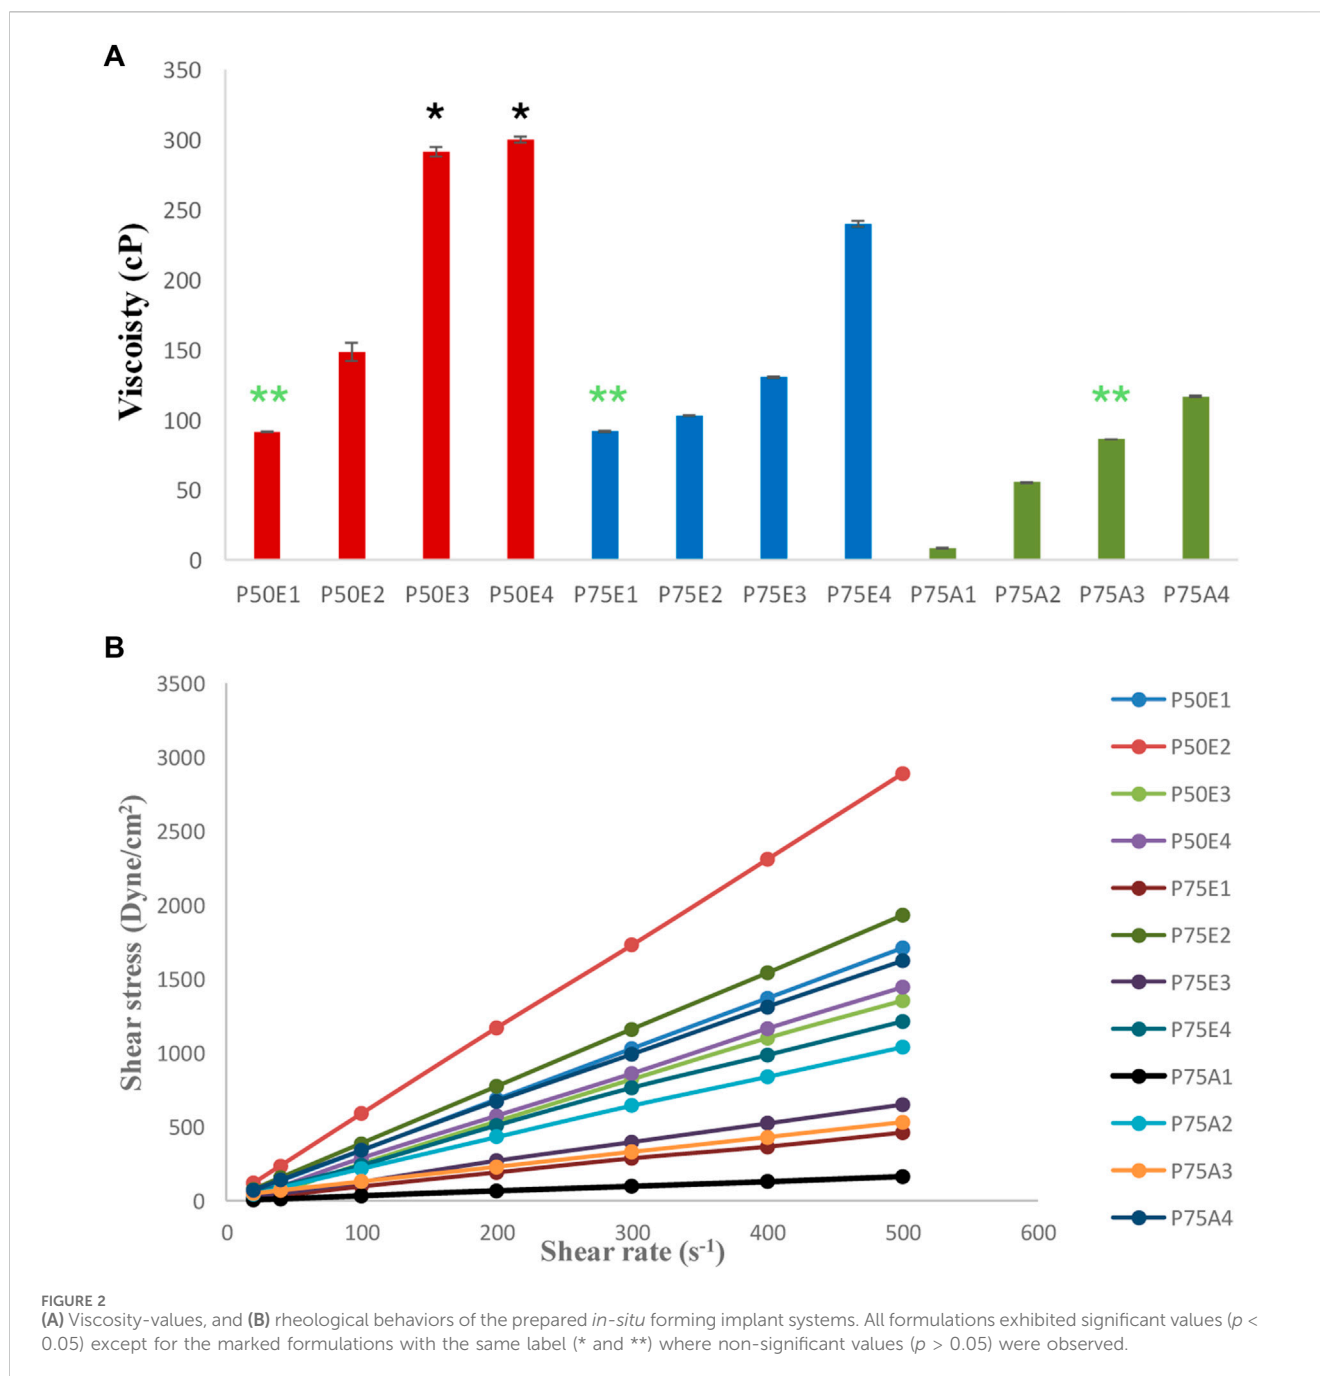 A
350
300
250
200
150
100
50
0
Viscoisty (cP)
** * * ** **
P50E1 P50E2 P50E3 P50E4 P75E1 P75E2 P75E3 P75E4 P75A1 P75A2 P75A3 P75A4
B
3500
3000
2500
2000
1500
1000
500
0
Shear stress (Dyne/cm²)
0 100 200 300 400 500 600
Shear rate (s⁻¹)
P50E1
P50E2
P50E3
P50E4
P75E1
P75E2
P75E3
P75E4
P75A1
P75A2
P75A3
P75A4
FIGURE 2
(A) Viscosity-values, and (B) rheological behaviors of the prepared in-situ forming implant systems. All formulations exhibited significant values (p <
0.05) except for the marked formulations with the same label (* and **) where non-significant values (p > 0.05) were observed.